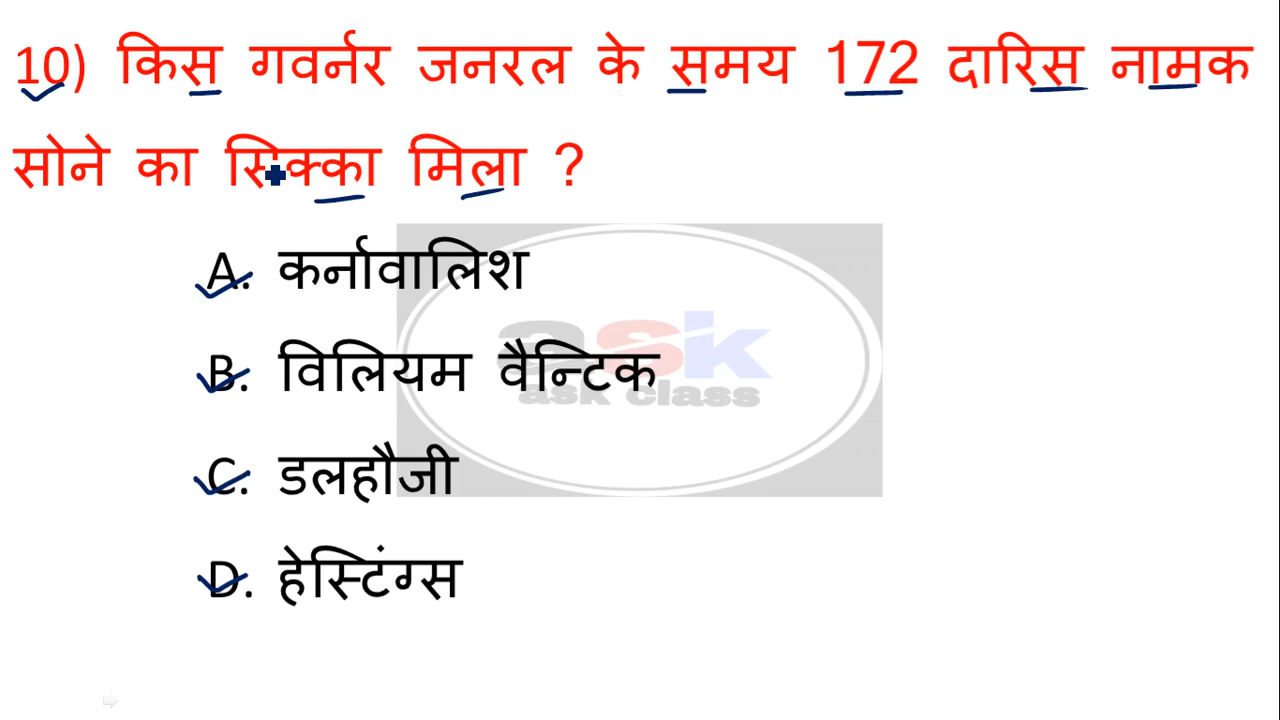 10) किस गवर्नर जनरल के समय 172 दारिस नामक
सोने का सिक्का मिला ?
A. कर्नावालिश
ask
B. विलियम वैन्टिक
ask class
C. डलहौजी
D. हेस्टिंग्स